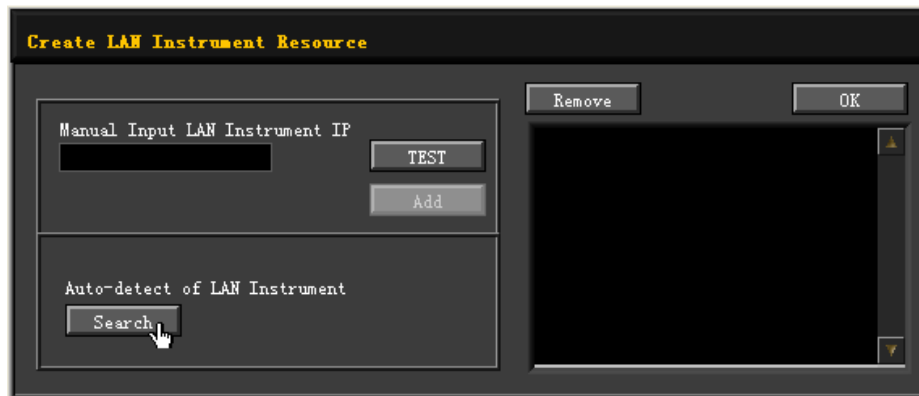 Create LAN Instrument Resource
Remove
OK
Manual Input LAN Instrument IP
TEST
Add
Auto-detect of LAN Instrument
Search